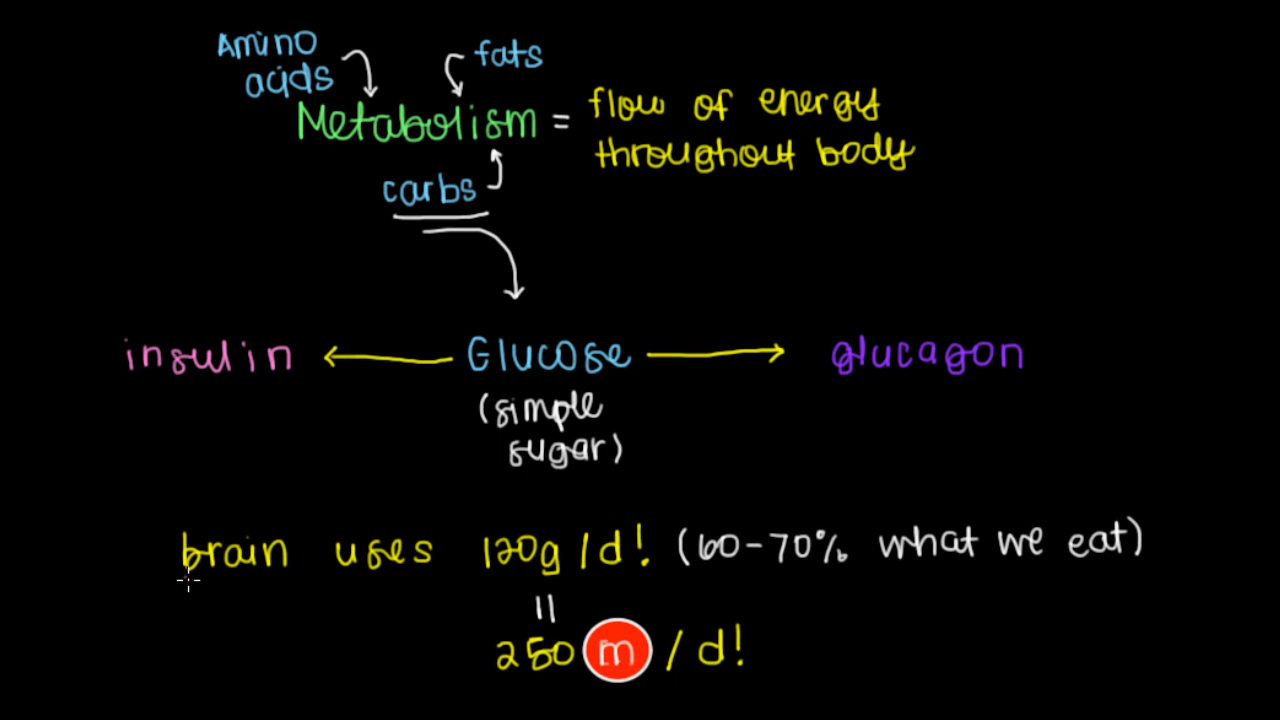 Amino
acids
fats
Metabolism = flow of energy
throughout body
carbs
insulin
Glucose
glucagon
(simple
sugar)
brain uses 120g/d! (60-70% what we eat)
=
250 m / d!